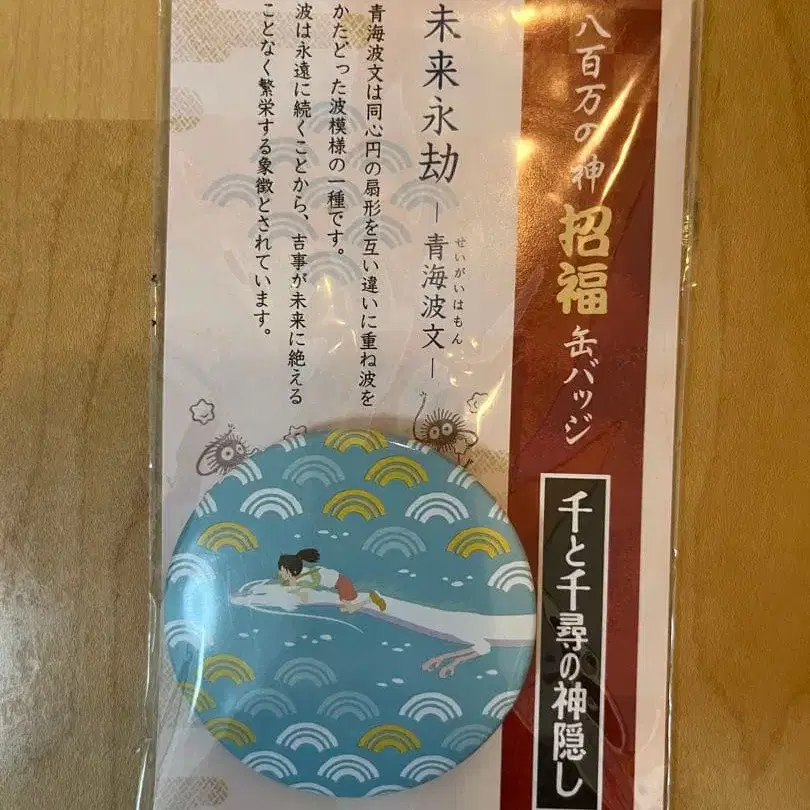 八百万の神 招福 缶バッジ
千と千尋の神隠し
未来永劫
―青海波文―
せいがいはもん
青海波文は同心円の扇形を互い違いに重ね波を
かたどった波模様の一種です。
波は永遠に続くことから、吉事が未来に絶える
ことなく繁栄する象徴とされています。